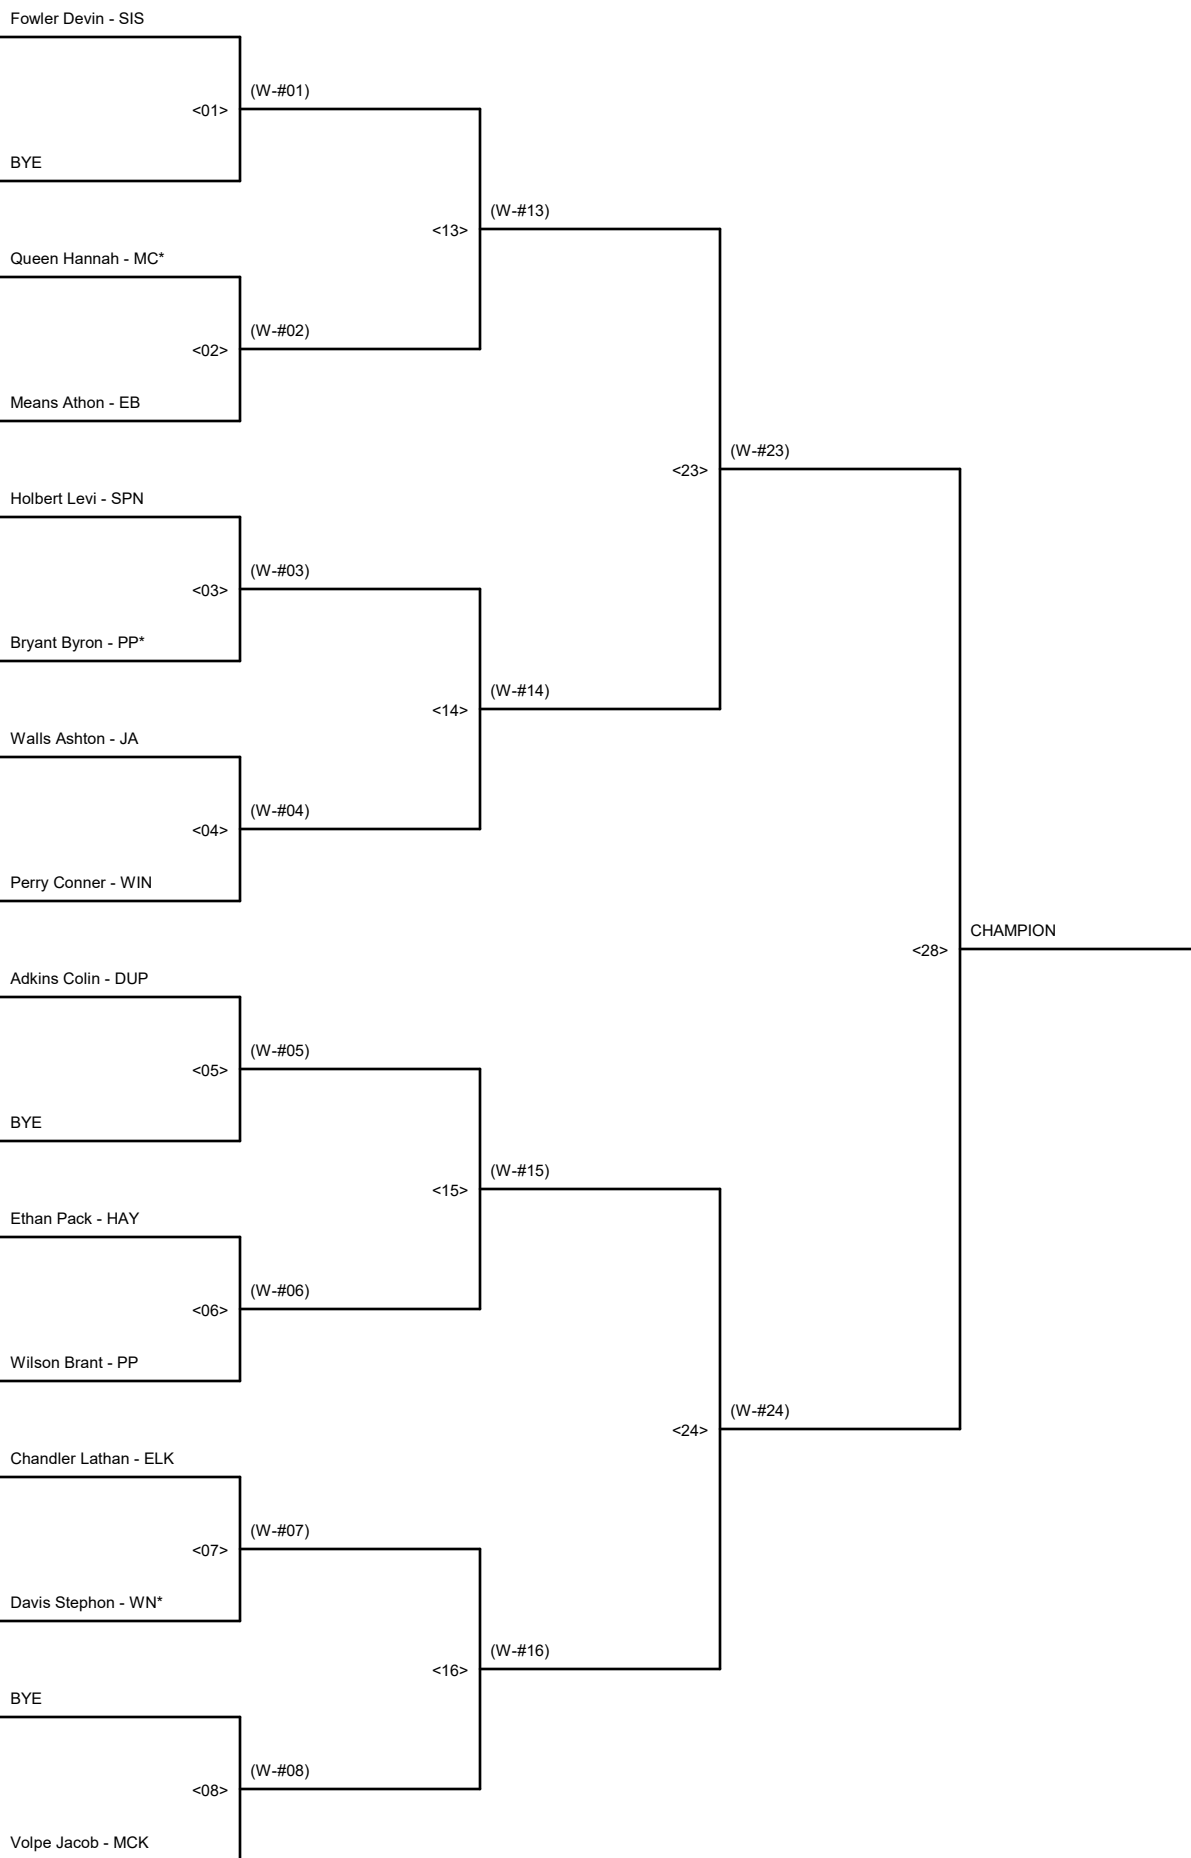 Fowler Devin - SIS
(W-#01)
<01>
BYE
(W-#13)
<13>
Queen Hannah - MC*
(W-#02)
<02>
Means Athon - EB
(W-#23)
<23>
Holbert Levi - SPN
(W-#03)
<03>
Bryant Byron - PP*
(W-#14)
<14>
Walls Ashton - JA
(W-#04)
<04>
Perry Conner - WIN
CHAMPION
<28>
Adkins Colin - DUP
(W-#05)
<05>
BYE
(W-#15)
<15>
Ethan Pack - HAY
(W-#06)
<06>
Wilson Brant - PP
(W-#24)
<24>
Chandler Lathan - ELK
(W-#07)
<07>
Davis Stephon - WN*
(W-#16)
<16>
BYE
(W-#08)
<08>
Volpe Jacob - MCK